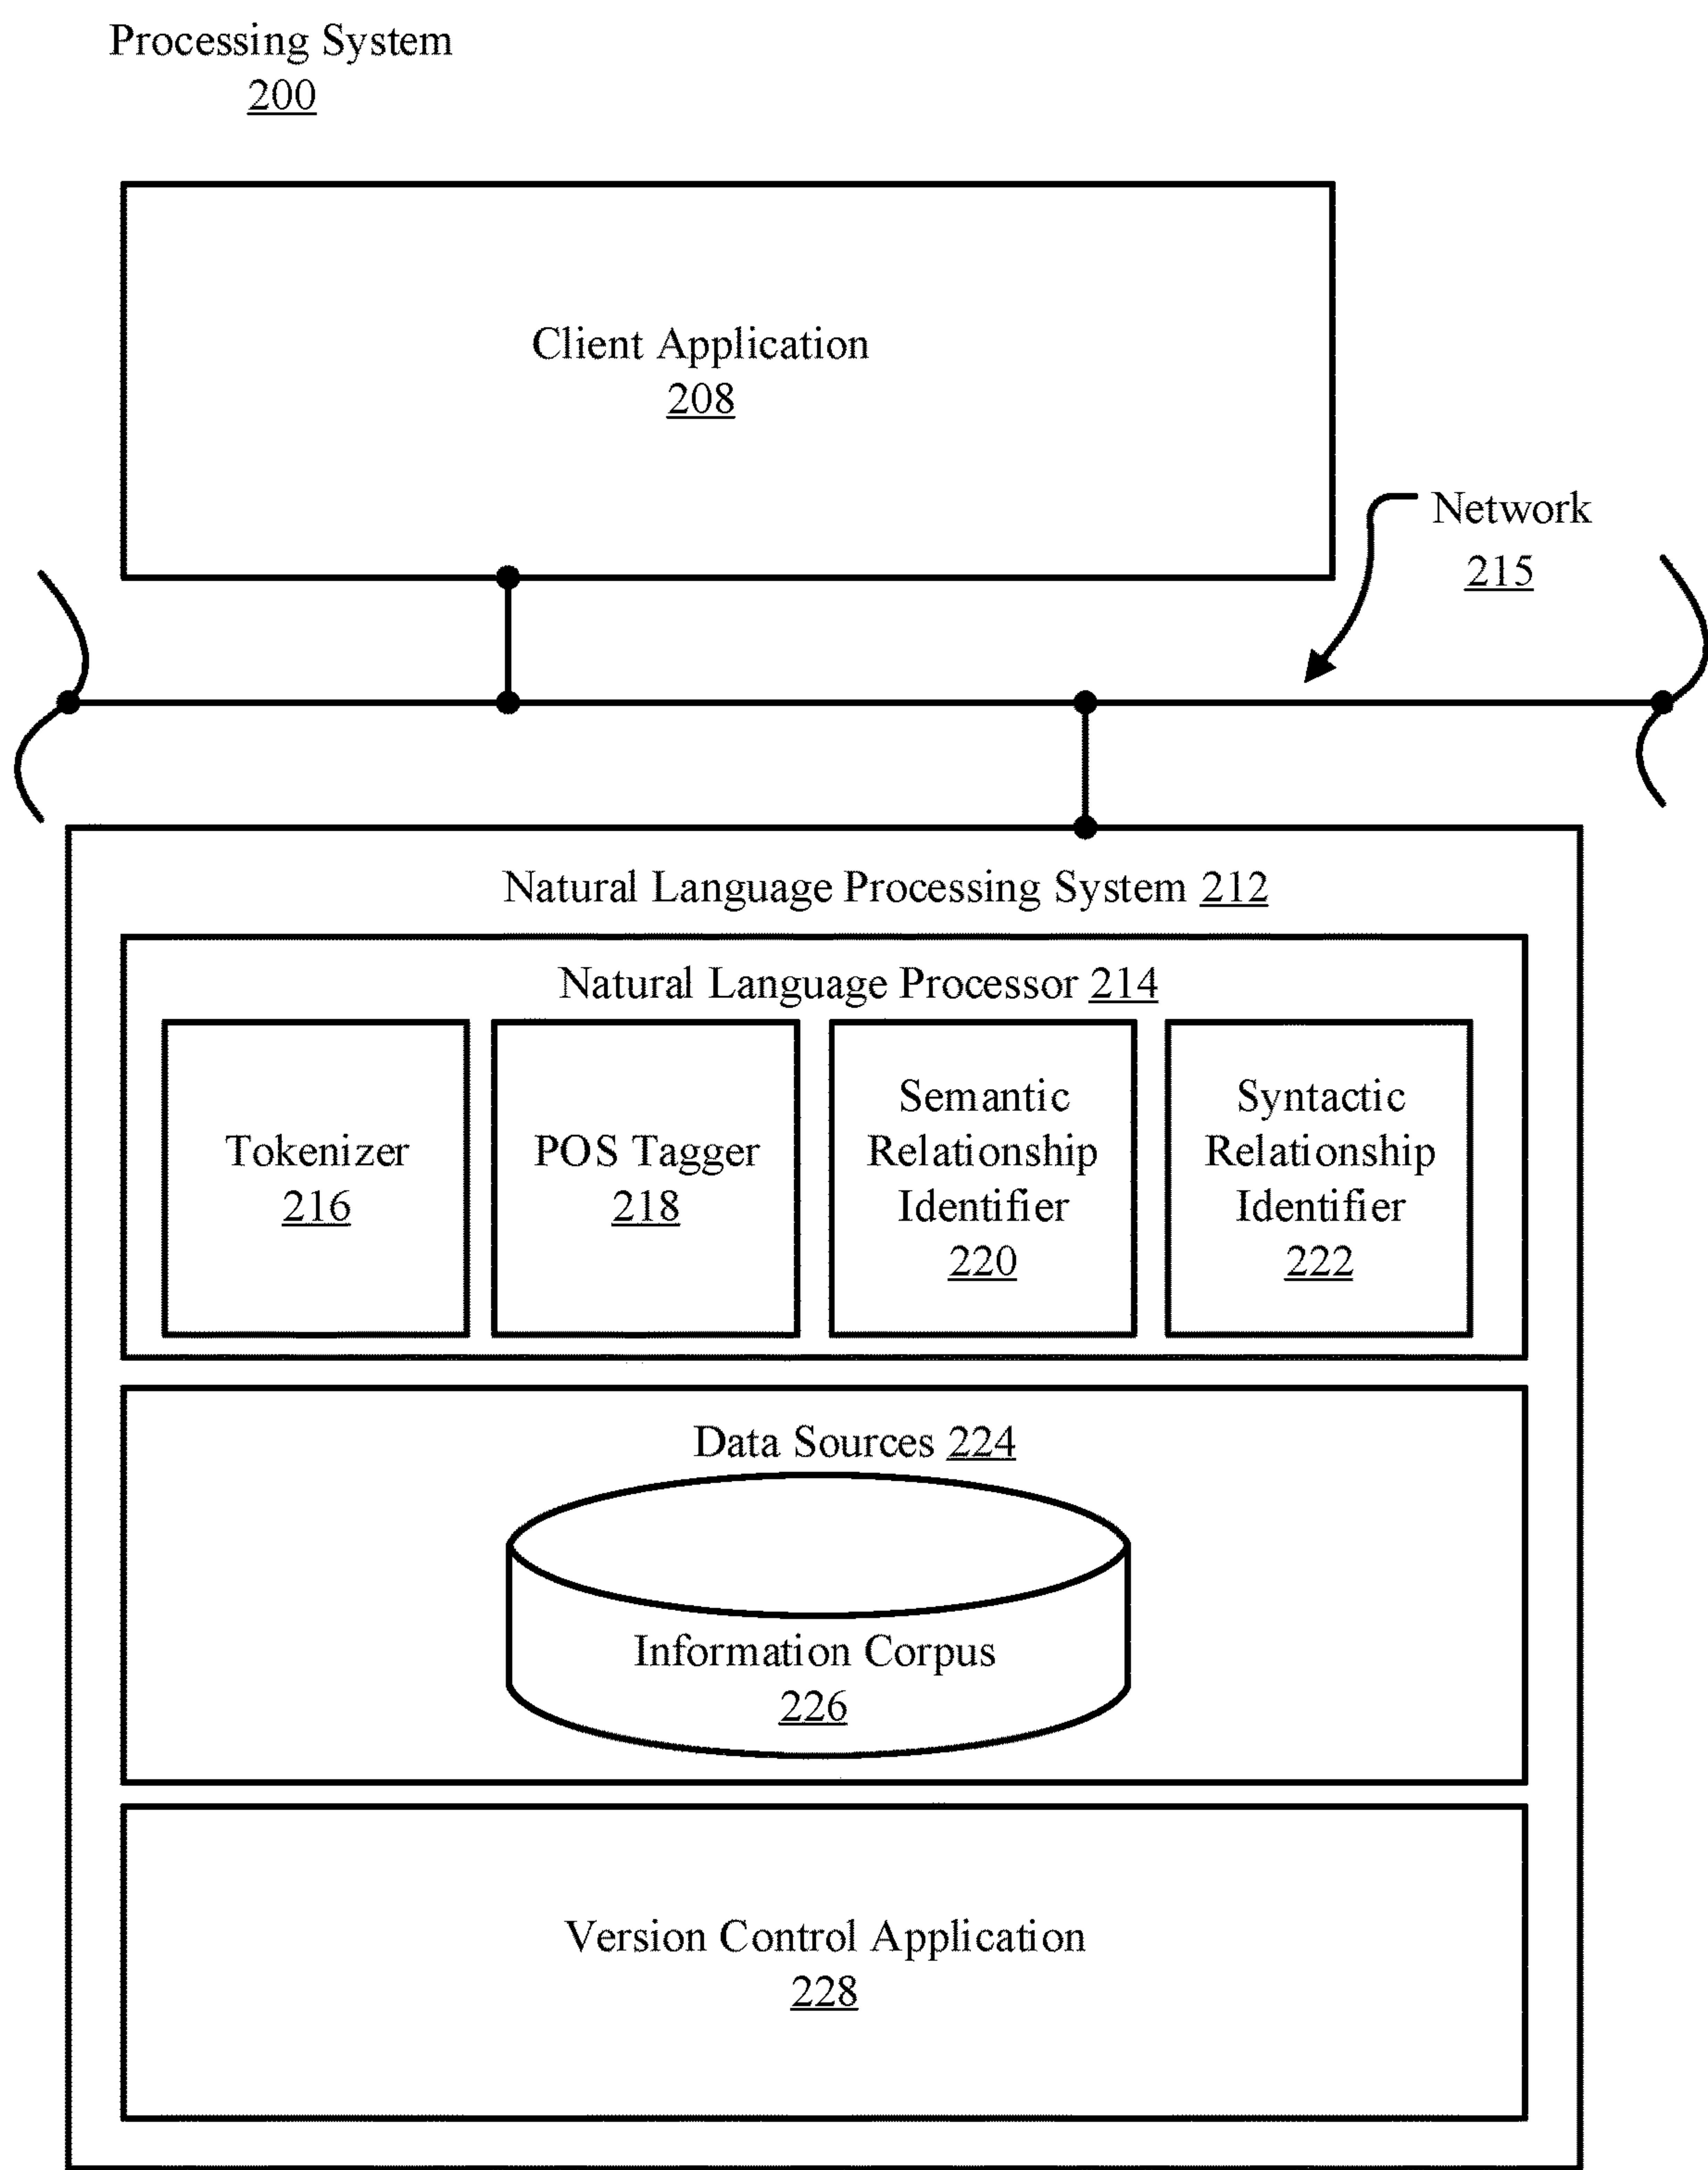 Processing System
200
Client Application
208
Network
215
Natural Language Processing System 212
Natural Language Processor 214
Tokenizer
216
POS Tagger
218
Semantic
Relationship
Identifier
220
Syntactic
Relationship
Identifier
222
Data Sources 224
Information Corpus
226
Version Control Application
228